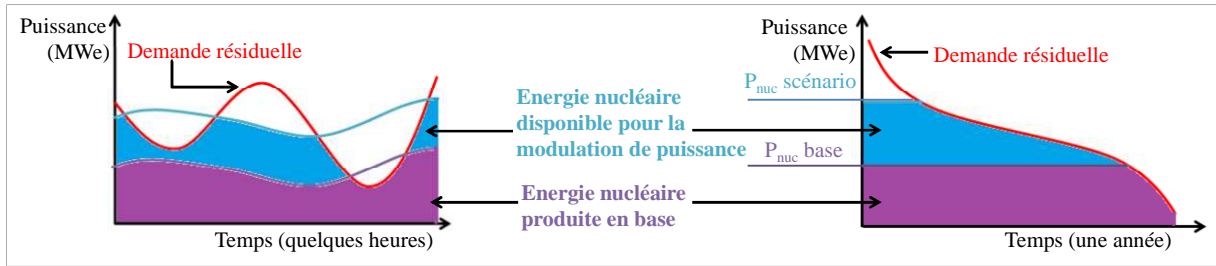 Puissance
(MWe)
Demande résiduelle
Temps (quelques heures)
Energie nucléaire
disponible pour la
modulation de puissance
Energie nucléaire
produite en base
Puissance
(MWe)
Demande résiduelle
Pnuc scénario
Pnuc base
Temps (une année)